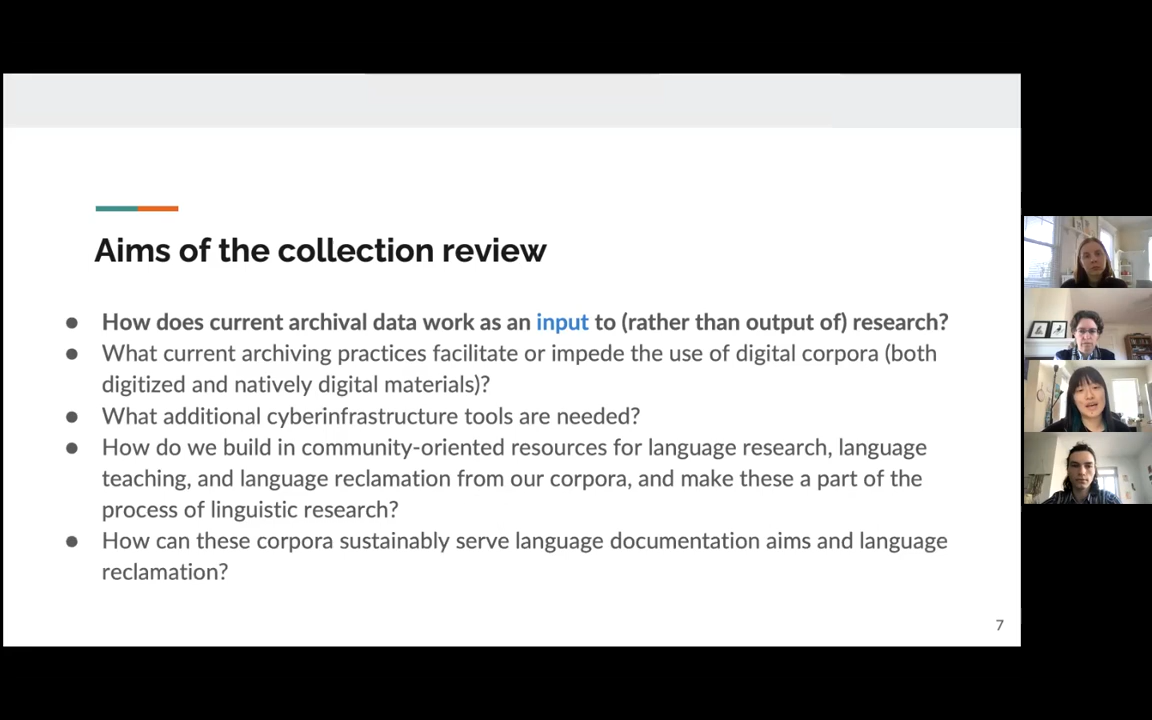 Aims of the collection review
● How does current archival data work as an input to (rather than output of) research?
● What current archiving practices facilitate or impede the use of digital corpora (both
digitized and natively digital materials)?
● What additional cyberinfrastructure tools are needed?
● How do we build in community-oriented resources for language research, language
teaching, and language reclamation from our corpora, and make these a part of the
process of linguistic research?
● How can these corpora sustainably serve language documentation aims and language
reclamation?
7